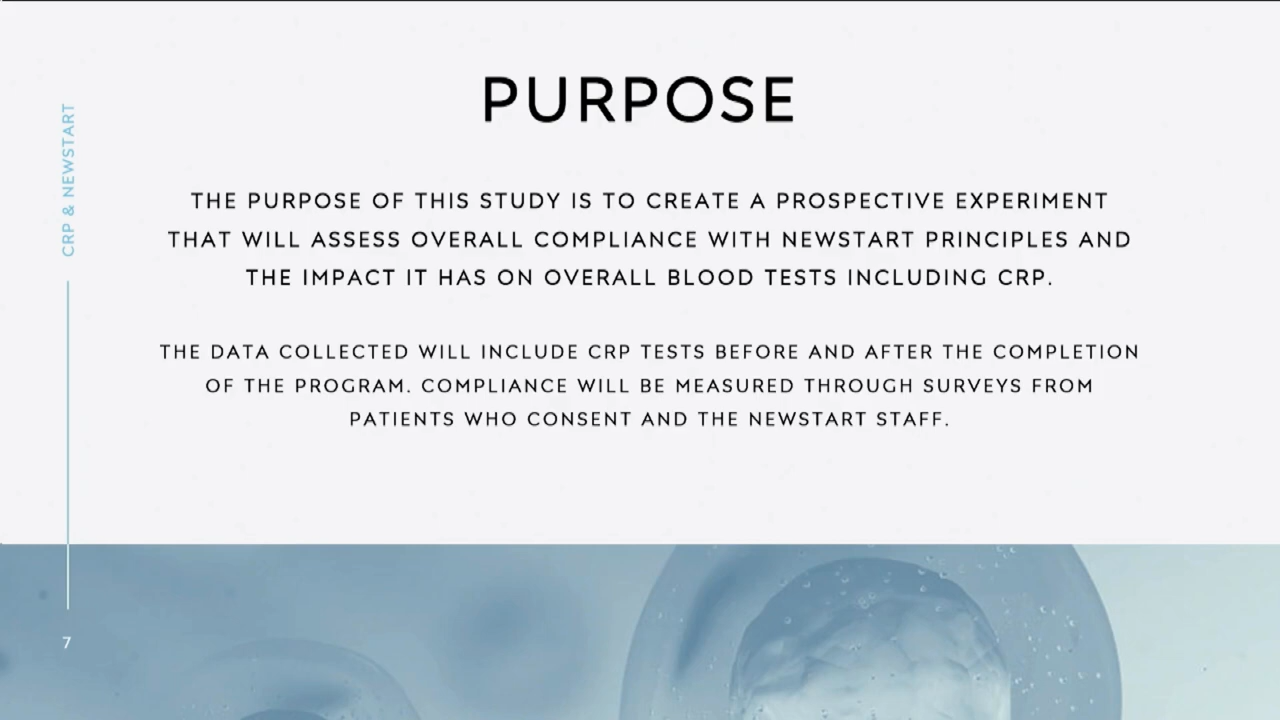 PURPOSE
CRP & NEWSTART
THE PURPOSE OF THIS STUDY IS TO CREATE A PROSPECTIVE EXPERIMENT
THAT WILL ASSESS OVERALL COMPLIANCE WITH NEWSTART PRINCIPLES AND
THE IMPACT IT HAS ON OVERALL BLOOD TESTS INCLUDING CRP.
THE DATA COLLECTED WILL INCLUDE CRP TESTS BEFORE AND AFTER THE COMPLETION
OF THE PROGRAM. COMPLIANCE WILL BE MEASURED THROUGH SURVEYS FROM
PATIENTS WHO CONSENT AND THE NEWSTART STAFF.
7